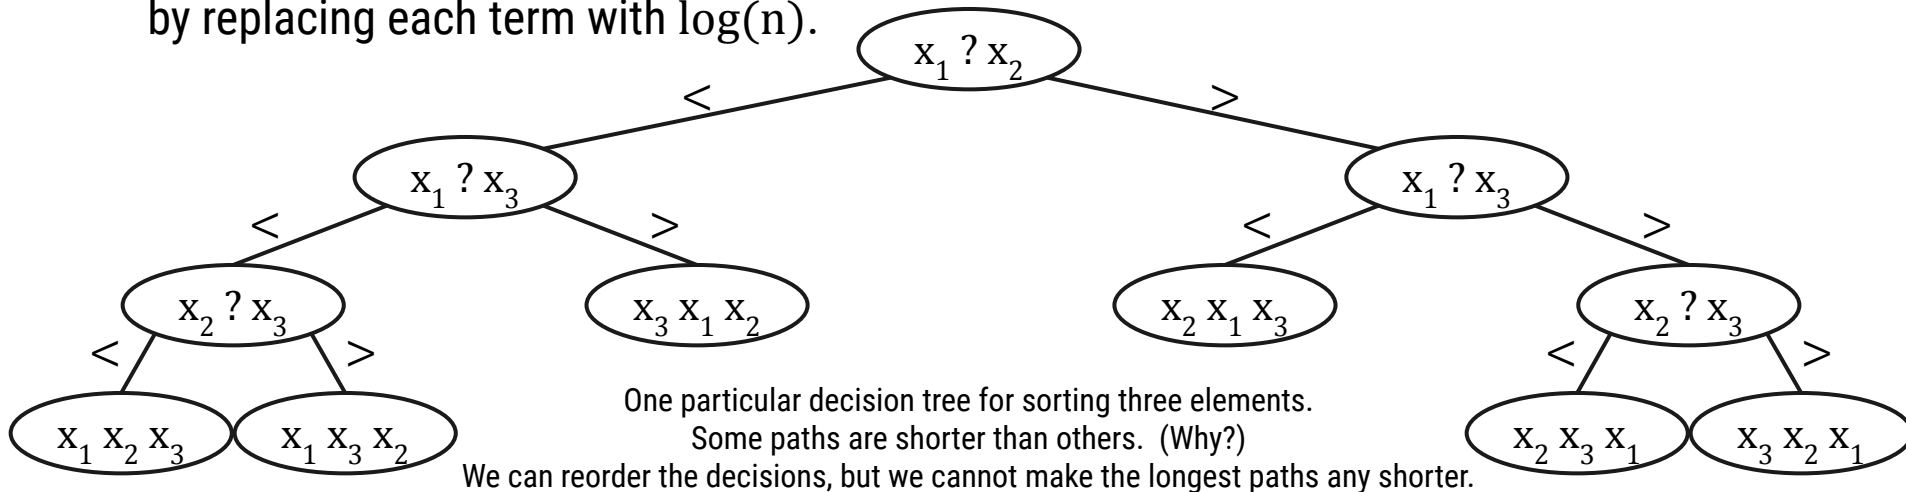 by replacing each term with log(n).
x₁ ? x₂
< >
x₁ ? x₃ x₁ ? x₃
< > < >
x₂ ? x₃ x₃ x₁ x₂ x₂ x₁ x₃ x₂ ? x₃
< > < >
x₁ x₂ x₃ x₁ x₃ x₂ x₂ x₃ x₁ x₃ x₂ x₁
One particular decision tree for sorting three elements.
Some paths are shorter than others. (Why?)
We can reorder the decisions, but we cannot make the longest paths any shorter.